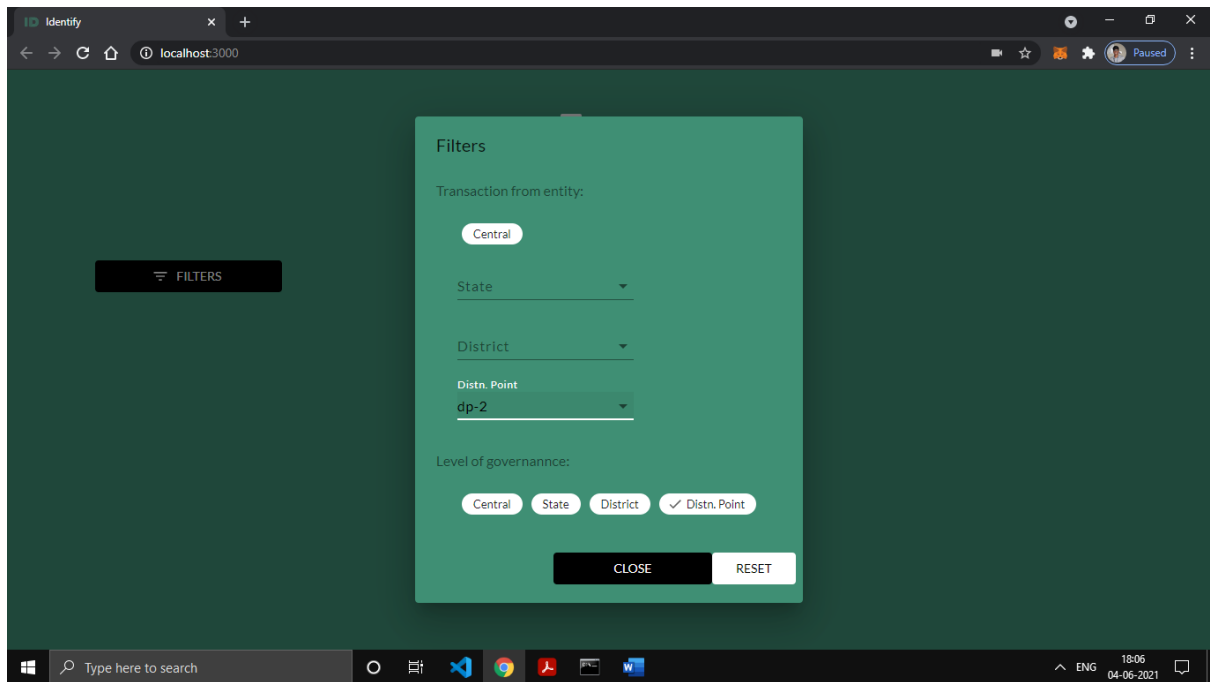 ID Identify
localhost:3000
Paused
Filters
Transaction from entity:
Central
FILTERS
State
District
Distn. Point
dp-2
Level of governannce:
Central State District Distn. Point
CLOSE RESET
Type here to search
ENG
18:06
04-06-2021